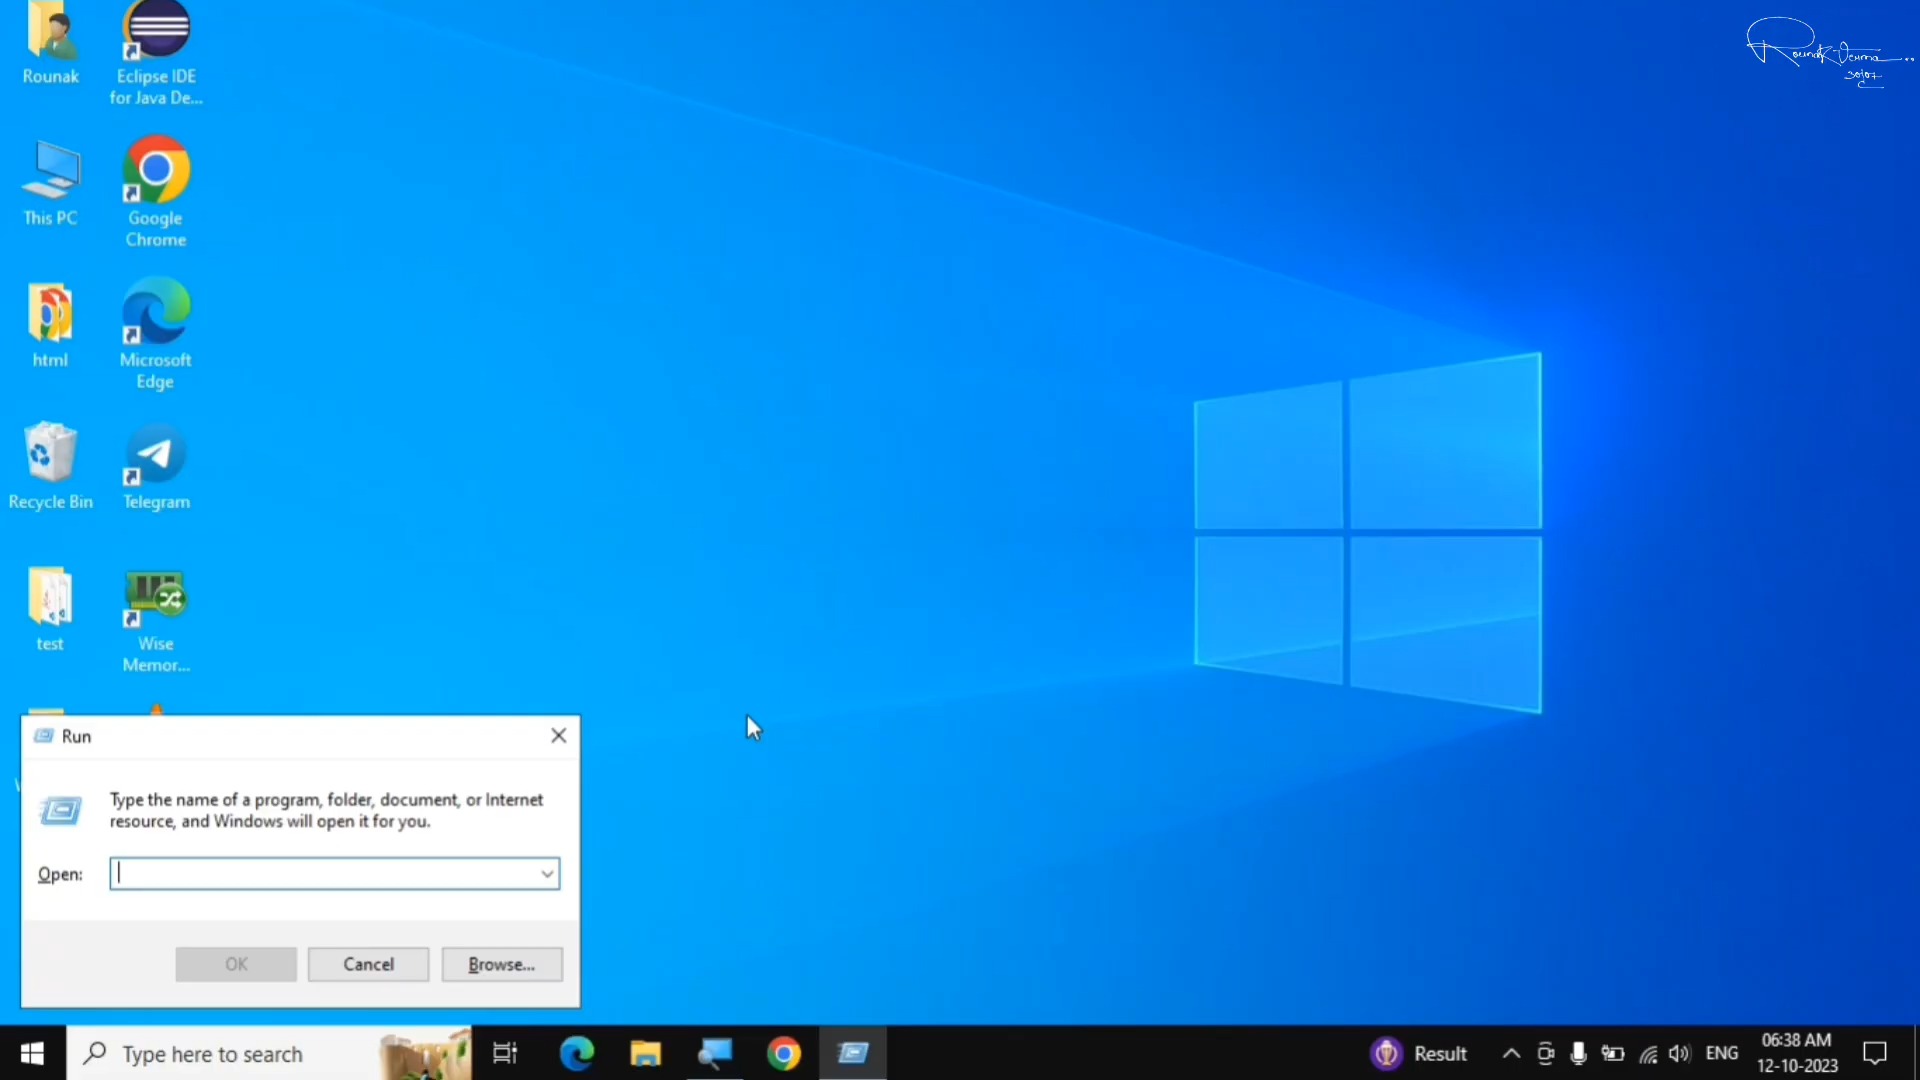 Rounak
Eclipse IDE
for Java De...
Rounak Verma
This PC
Google
Chrome
html
Microsoft
Edge
Recycle Bin
Telegram
test
Wise
Memor...
Run
Type the name of a program, folder, document, or Internet
resource, and Windows will open it for you.
Open:
OK
Cancel
Browse...
Type here to search
Result
ENG
06:38 AM
12-10-2023